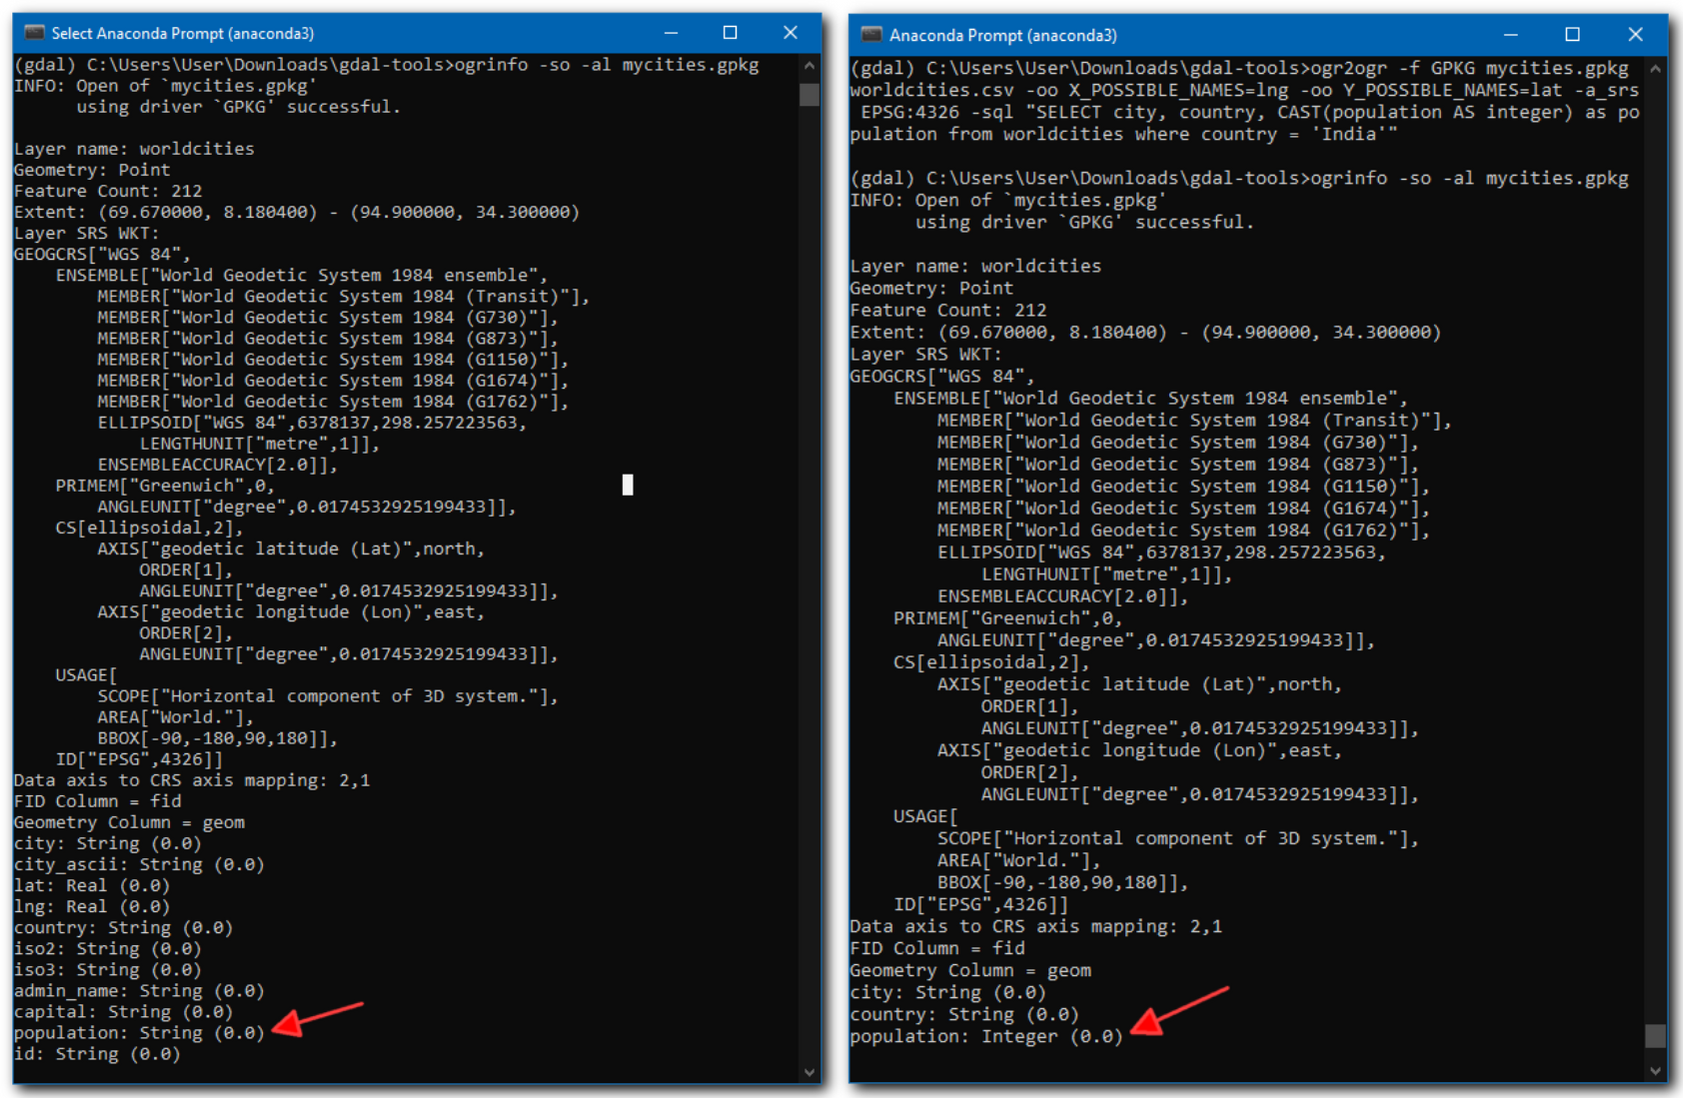 Select Anaconda Prompt (anaconda3)
(gdal) C:\Users\User\Downloads\gdal-tools>ogrinfo -so -al mycities.gpkg
INFO: Open of `mycities.gpkg'
      using driver `GPKG' successful.
Layer name: worldcities
Geometry: Point
Feature Count: 212
Extent: (69.670000, 8.180400) - (94.900000, 34.300000)
Layer SRS WKT:
GEOGCRS["WGS 84",
    ENSEMBLE["World Geodetic System 1984 ensemble",
        MEMBER["World Geodetic System 1984 (Transit)"],
        MEMBER["World Geodetic System 1984 (G730)"],
        MEMBER["World Geodetic System 1984 (G873)"],
        MEMBER["World Geodetic System 1984 (G1150)"],
        MEMBER["World Geodetic System 1984 (G1674)"],
        MEMBER["World Geodetic System 1984 (G1762)"],
        ELLIPSOID["WGS 84",6378137,298.257223563,
            LENGTHUNIT["metre",1]],
        ENSEMBLEACCURACY[2.0]],
    PRIMEM["Greenwich",0,
        ANGLEUNIT["degree",0.0174532925199433]],
    CS[ellipsoidal,2],
        AXIS["geodetic latitude (Lat)",north,
            ORDER[1],
            ANGLEUNIT["degree",0.0174532925199433]],
        AXIS["geodetic longitude (Lon)",east,
            ORDER[2],
            ANGLEUNIT["degree",0.0174532925199433]],
    USAGE[
        SCOPE["Horizontal component of 3D system."],
        AREA["World."],
        BBOX[-90,-180,90,180]],
    ID["EPSG",4326]]
Data axis to CRS axis mapping: 2,1
FID Column = fid
Geometry Column = geom
city: String (0.0)
city_ascii: String (0.0)
lat: Real (0.0)
lng: Real (0.0)
country: String (0.0)
iso2: String (0.0)
iso3: String (0.0)
admin_name: String (0.0)
capital: String (0.0)
population: String (0.0)
id: String (0.0)
Anaconda Prompt (anaconda3)
(gdal) C:\Users\User\Downloads\gdal-tools>ogr2ogr -f GPKG mycities.gpkg
worldcities.csv -oo X_POSSIBLE_NAMES=lng -oo Y_POSSIBLE_NAMES=lat -a_srs
 EPSG:4326 -sql "SELECT city, country, CAST(population AS integer) as po
pulation from worldcities where country = 'India'"
(gdal) C:\Users\User\Downloads\gdal-tools>ogrinfo -so -al mycities.gpkg
INFO: Open of `mycities.gpkg'
      using driver `GPKG' successful.
Layer name: worldcities
Geometry: Point
Feature Count: 212
Extent: (69.670000, 8.180400) - (94.900000, 34.300000)
Layer SRS WKT:
GEOGCRS["WGS 84",
    ENSEMBLE["World Geodetic System 1984 ensemble",
        MEMBER["World Geodetic System 1984 (Transit)"],
        MEMBER["World Geodetic System 1984 (G730)"],
        MEMBER["World Geodetic System 1984 (G873)"],
        MEMBER["World Geodetic System 1984 (G1150)"],
        MEMBER["World Geodetic System 1984 (G1674)"],
        MEMBER["World Geodetic System 1984 (G1762)"],
        ELLIPSOID["WGS 84",6378137,298.257223563,
            LENGTHUNIT["metre",1]],
        ENSEMBLEACCURACY[2.0]],
    PRIMEM["Greenwich",0,
        ANGLEUNIT["degree",0.0174532925199433]],
    CS[ellipsoidal,2],
        AXIS["geodetic latitude (Lat)",north,
            ORDER[1],
            ANGLEUNIT["degree",0.0174532925199433]],
        AXIS["geodetic longitude (Lon)",east,
            ORDER[2],
            ANGLEUNIT["degree",0.0174532925199433]],
    USAGE[
        SCOPE["Horizontal component of 3D system."],
        AREA["World."],
        BBOX[-90,-180,90,180]],
    ID["EPSG",4326]]
Data axis to CRS axis mapping: 2,1
FID Column = fid
Geometry Column = geom
city: String (0.0)
country: String (0.0)
population: Integer (0.0)